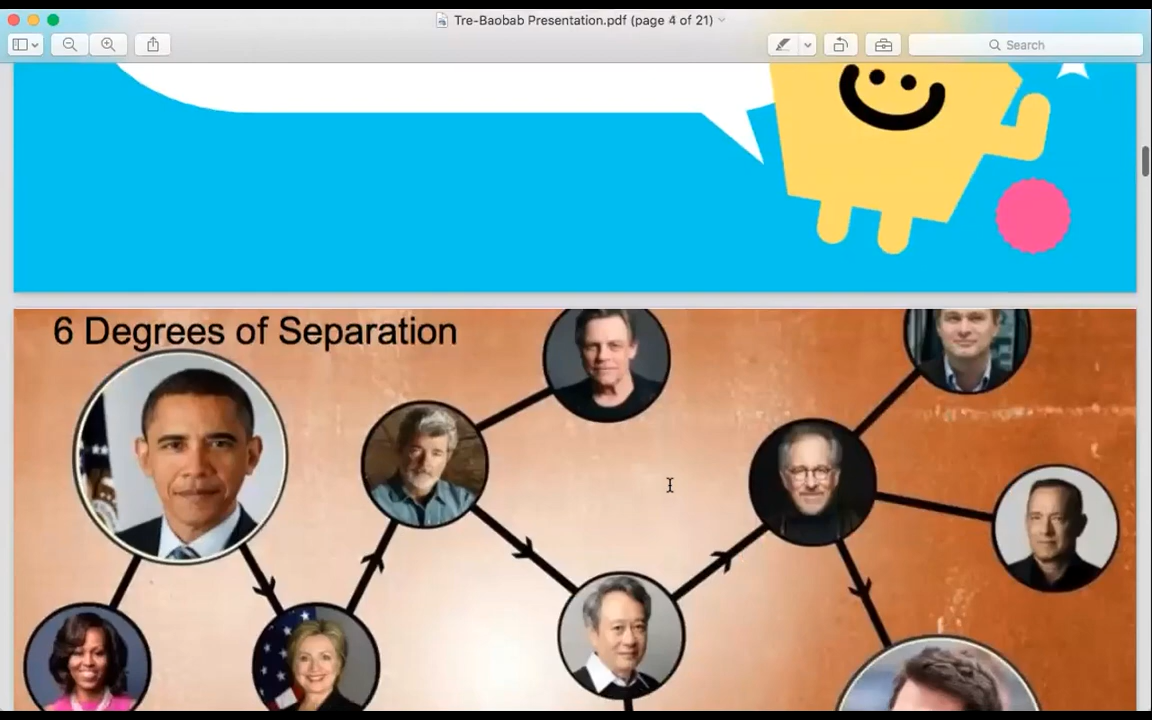 Tre-Baobab Presentation.pdf (page 4 of 21)
Search
6 Degrees of Separation